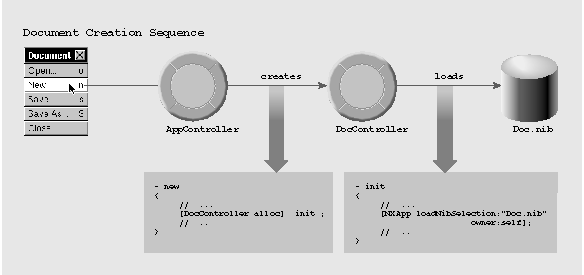 Document Creation Sequence
Document
Open... o
New n
Save s
Save As... S
Close
creates
loads
AppController
DocController
Doc.nib
- new
{
// ...
[DocController alloc] init ;
// ..
}
- init
{
// ...
[NXApp loadNibSelection:"Doc.nib"
owner:self];
// ..
}